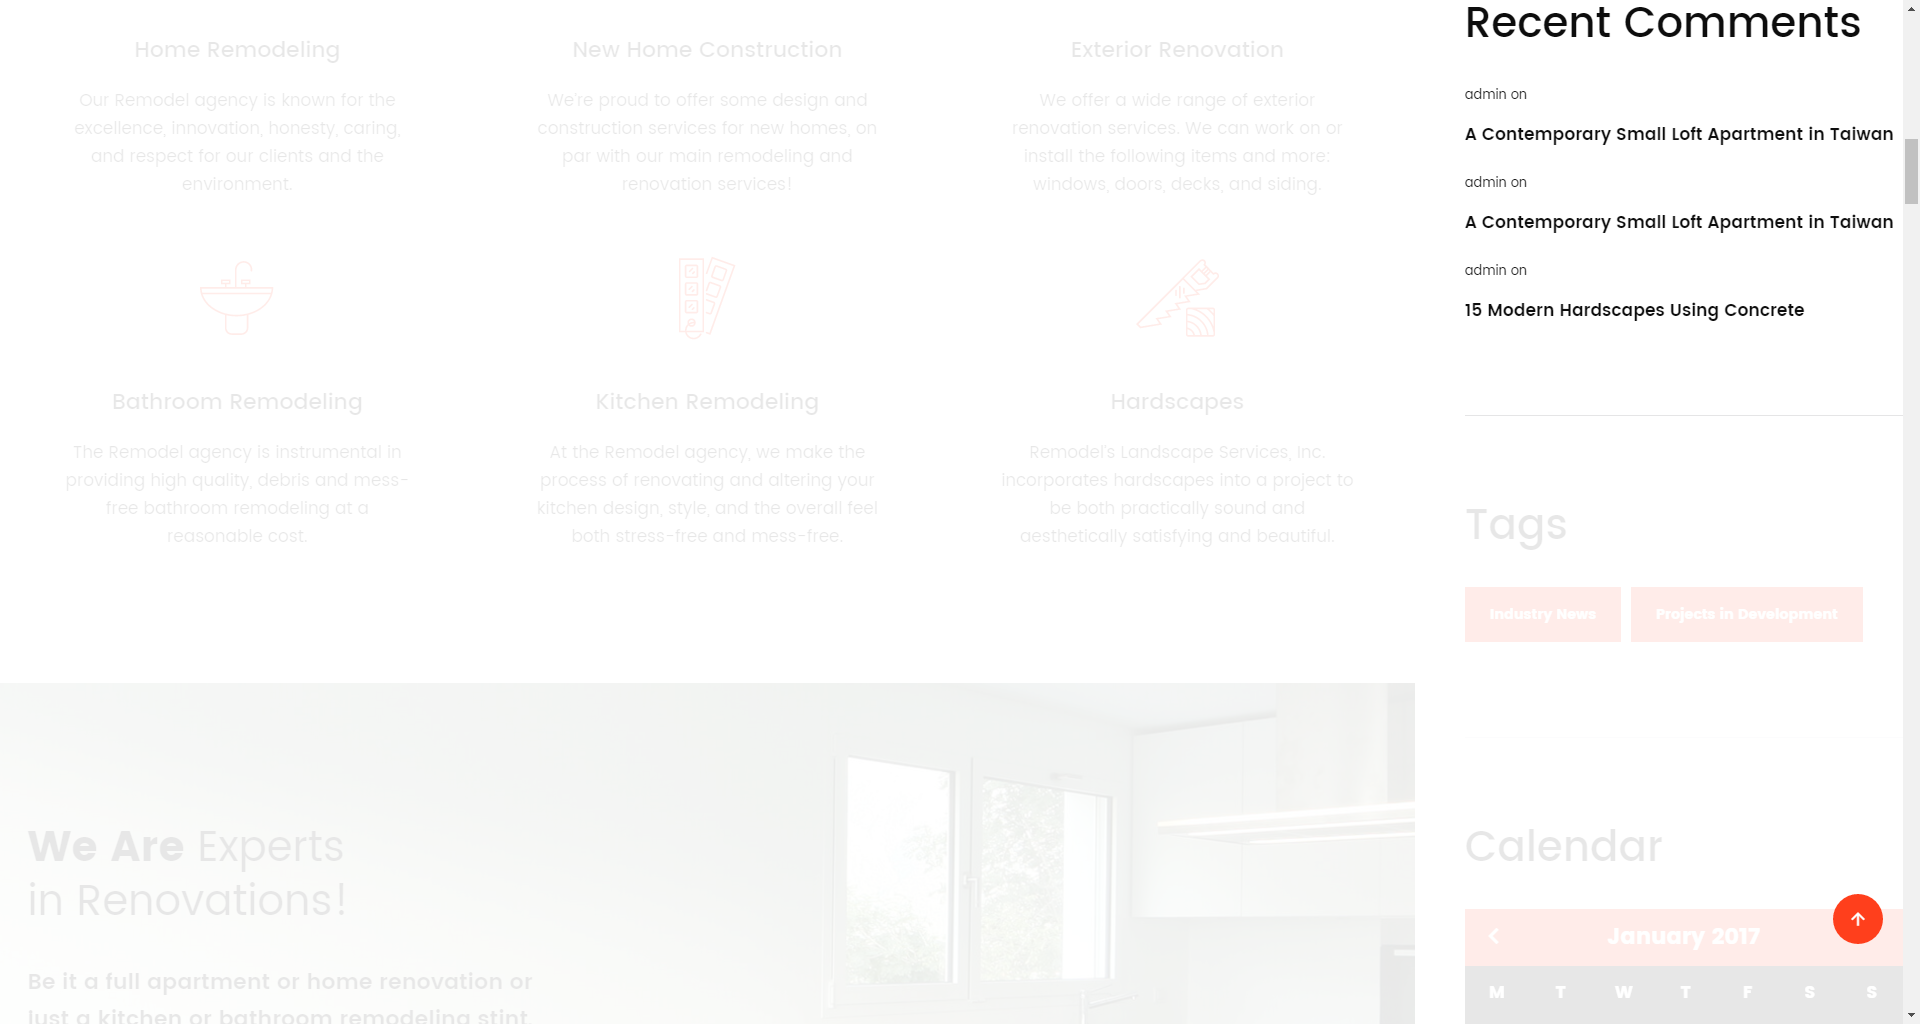 Home Remodeling
Our Remodel agency is known for the
excellence, innovation, honesty, caring,
and respect for our clients and the
environment.
New Home Construction
We're proud to offer some design and
construction services for new homes, on
par with our main remodeling and
renovation services!
Exterior Renovation
We offer a wide range of exterior
renovation services. We can work on or
install the following items and more:
windows, doors, decks, and siding.
Bathroom Remodeling
The Remodel agency is instrumental in
providing high quality, debris and mess-
free bathroom remodeling at a
reasonable cost.
Kitchen Remodeling
At the Remodel agency, we make the
process of renovating and altering your
kitchen design, style, and the overall feel
both stress-free and mess-free.
Hardscapes
Remodel's Landscape Services, Inc.
incorporates hardscapes into a project to
be both practically sound and
aesthetically satisfying and beautiful.
We Are Experts
in Renovations!
Be it a full apartment or home renovation or
just a kitchen or bathroom remodeling stint,
Recent Comments
admin on
A Contemporary Small Loft Apartment in Taiwan
admin on
A Contemporary Small Loft Apartment in Taiwan
admin on
15 Modern Hardscapes Using Concrete
Tags
Industry News
Projects in Development
Calendar
January 2017
M T W T F S S